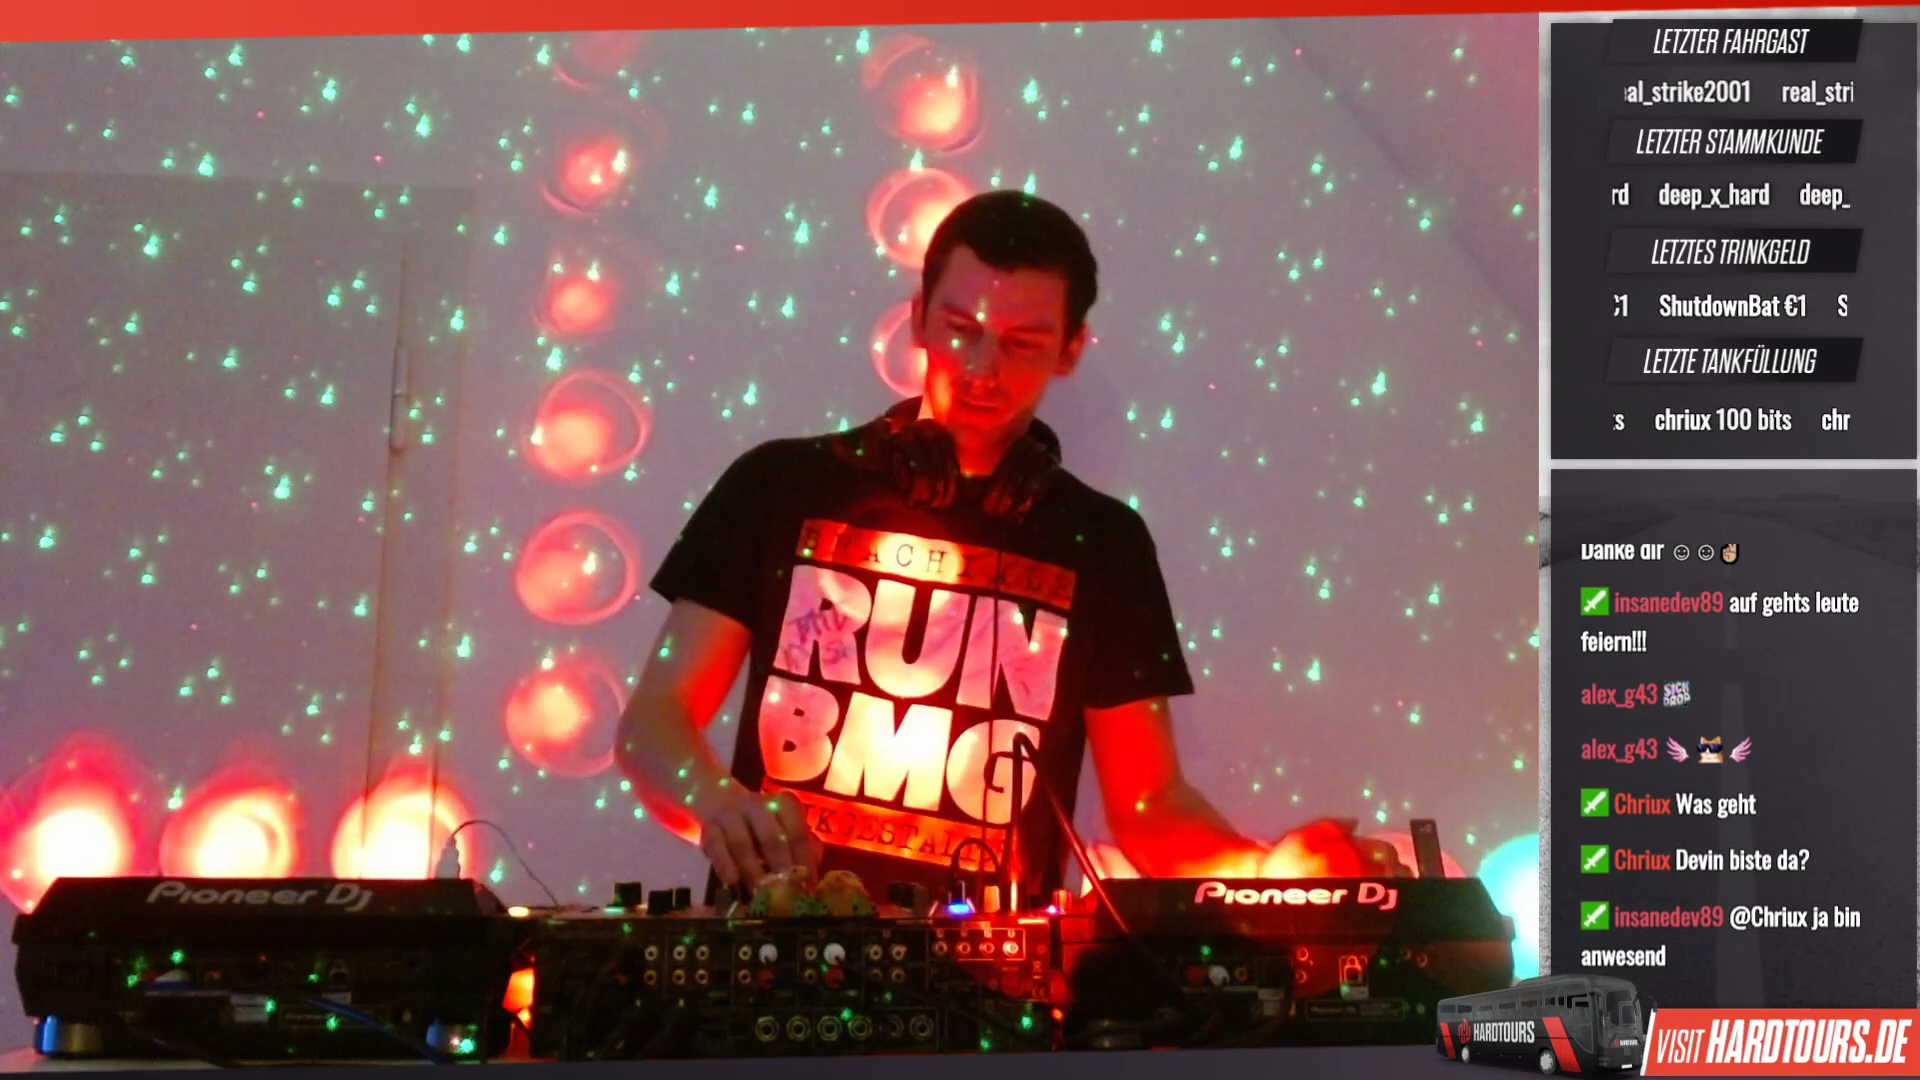 LETZTER FAHRGAST
al_strike2001 real_stri
LETZTER STAMMKUNDE
rd deep_x_hard deep_
LETZTES TRINKGELD
€1 ShutdownBat €1 S
LETZTE TANKFÜLLUNG
s chriux 100 bits chr
Danke dir
insanedev89 auf gehts leute
feiern!!!
alex_g43
alex_g43
Chriux Was geht
Chriux Devin biste da?
insanedev89 @Chriux ja bin
anwesend
BRACHIALE
RUN
BMG
Pioneer Dj
Pioneer Dj
HARDTOURS
VISIT HARDTOURS.DE